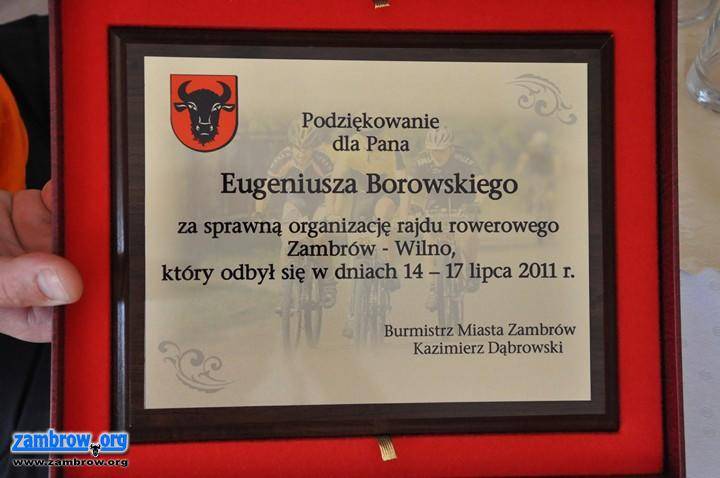 Podziękowanie
dla Pana
Eugeniusza Borowskiego
za sprawną organizację rajdu rowerowego
Zambrów - Wilno,
który odbył się w dniach 14 – 17 lipca 2011 r.
Burmistrz Miasta Zambrów
Kazimierz Dąbrowski
zambrow.org
www.zambrow.org